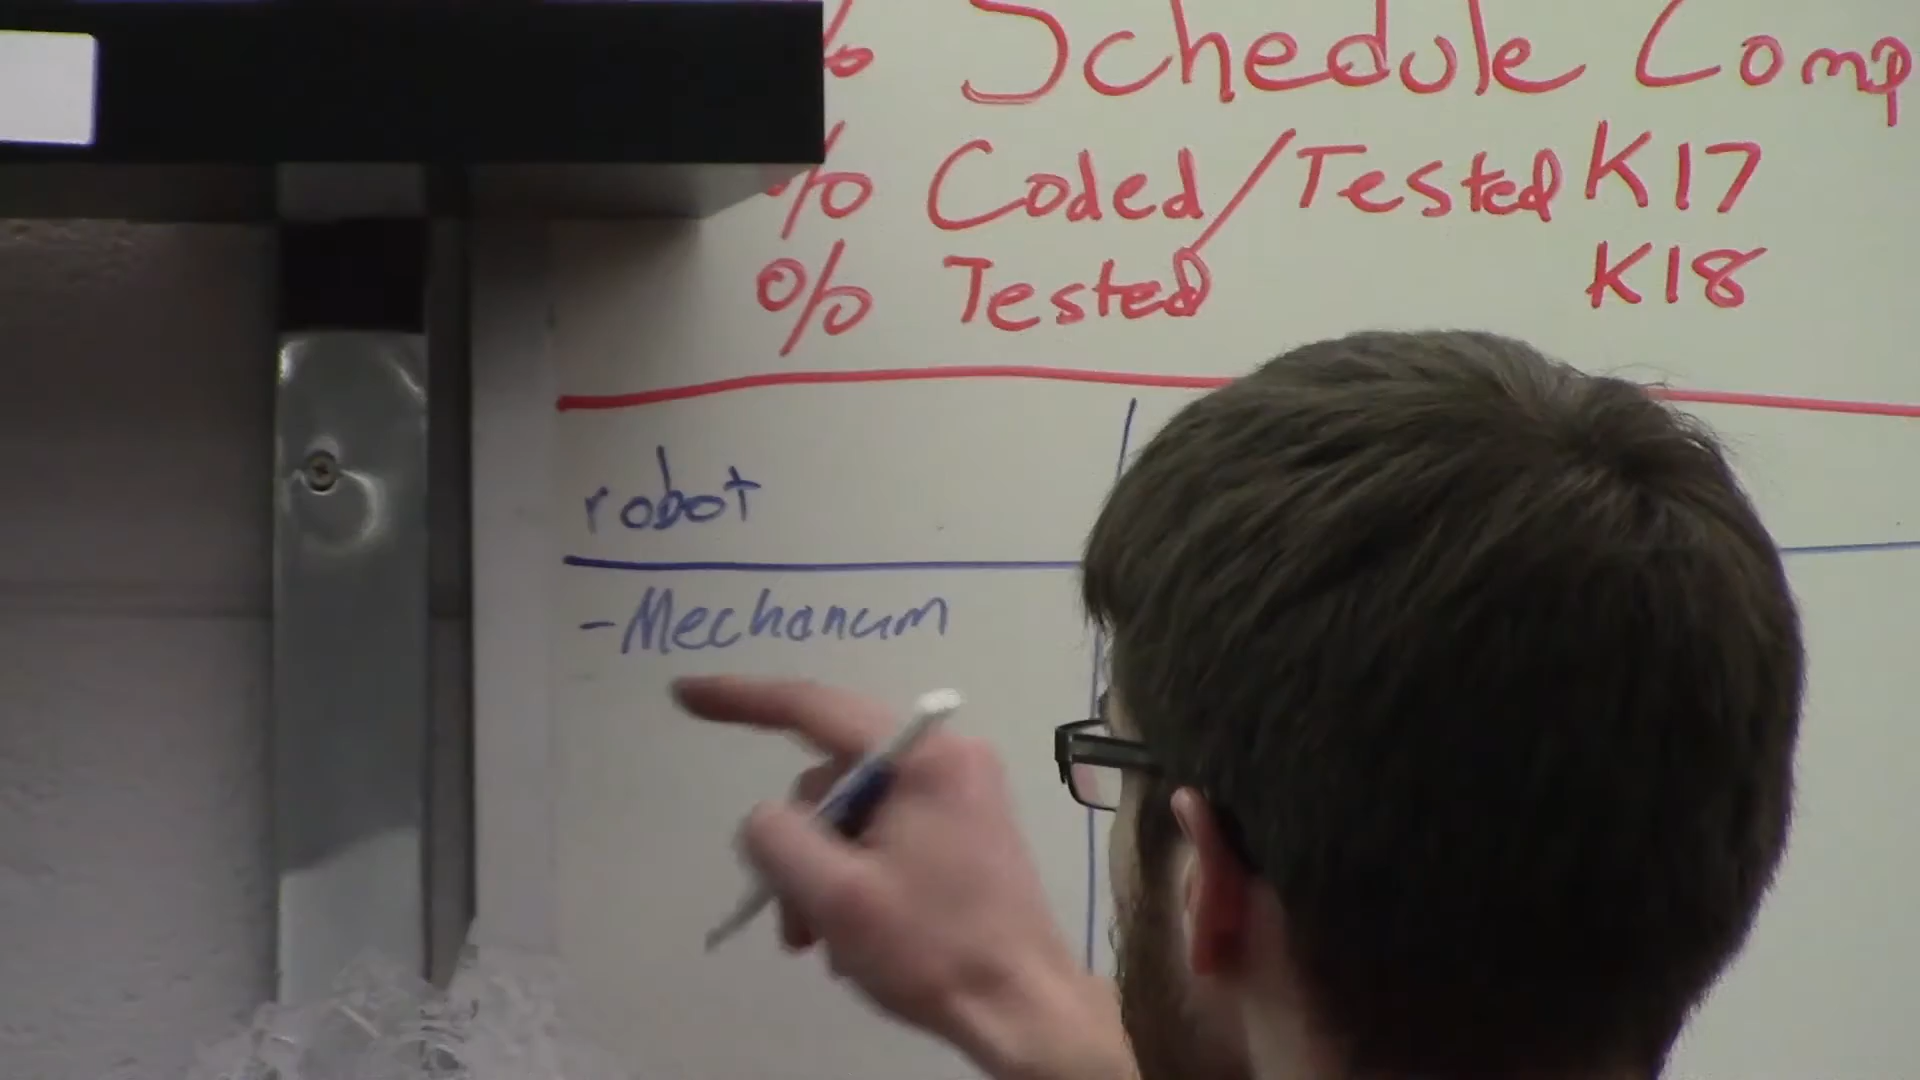 % Schedule Comp
% Coded/Tested K17
% Tested K18
robot
-Mechanum